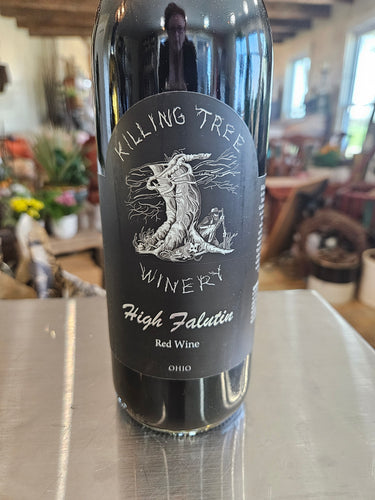 KILLING TREE
WINERY
High Falutin
Red Wine
OHIO